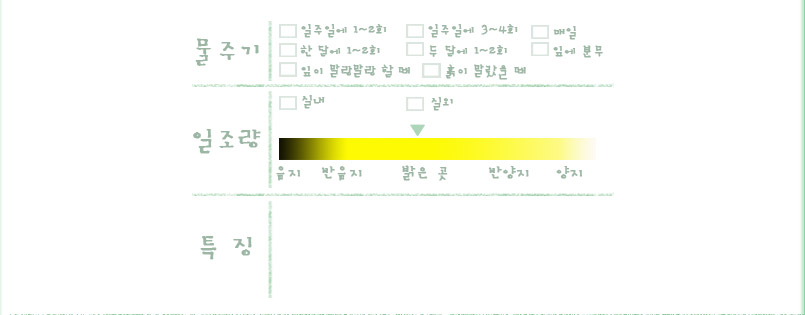 물주기
일주일에 1~2회 일주일에 3~4회 매일
한 달에 1~2회 두 달에 1~2회 잎에 분무
잎이 말랑말랑 할 때 흙이 말랐을 때
일조량
실내 실외
음지 반음지 밝은 곳 반양지 양지
특징